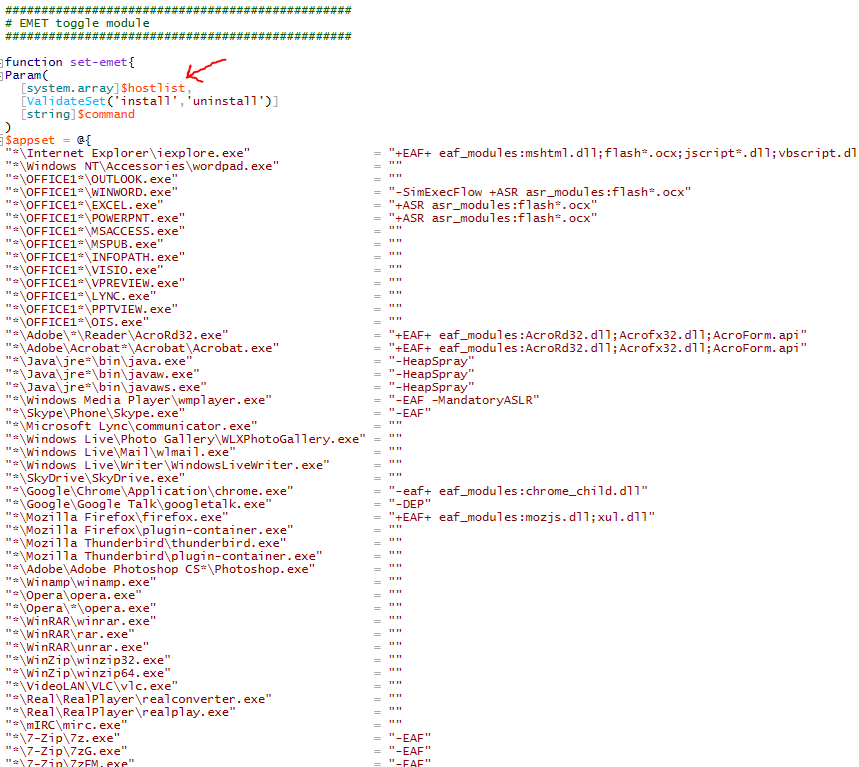 ################################################
# EMET toggle module
################################################
function set-emet{
Param(
[system.array]$hostlist,
[ValidateSet('install','uninstall')]
[string]$command
)
$appset = @{
"*\Internet Explorer\iexplore.exe" = "+EAF+ eaf_modules:mshtml.dll;flash*.ocx;jscript*.dll;vbscript.dl
"*\Windows NT\Accessories\wordpad.exe" = ""
"*\OFFICE1*\OUTLOOK.exe" = ""
"*\OFFICE1*\WINWORD.exe" = "-SimExecFlow +ASR asr_modules:flash*.ocx"
"*\OFFICE1*\EXCEL.exe" = "+ASR asr_modules:flash*.ocx"
"*\OFFICE1*\POWERPNT.exe" = "+ASR asr_modules:flash*.ocx"
"*\OFFICE1*\MSACCESS.exe" = ""
"*\OFFICE1*\MSPUB.exe" = ""
"*\OFFICE1*\INFOPATH.exe" = ""
"*\OFFICE1*\VISIO.exe" = ""
"*\OFFICE1*\VPREVIEW.exe" = ""
"*\OFFICE1*\LYNC.exe" = ""
"*\OFFICE1*\PPTVIEW.exe" = ""
"*\OFFICE1*\OIS.exe" = ""
"*\Adobe\*\Reader\AcroRd32.exe" = "+EAF+ eaf_modules:AcroRd32.dll;Acrofx32.dll;AcroForm.api"
"*\Adobe\Acrobat*\Acrobat\Acrobat.exe" = "+EAF+ eaf_modules:AcroRd32.dll;Acrofx32.dll;AcroForm.api"
"*\Java\jre*\bin\java.exe" = "-HeapSpray"
"*\Java\jre*\bin\javaw.exe" = "-HeapSpray"
"*\Java\jre*\bin\javaws.exe" = "-HeapSpray"
"*\Windows Media Player\wmplayer.exe" = "-EAF -MandatoryASLR"
"*\Skype\Phone\Skype.exe" = "-EAF"
"*\Microsoft Lync\communicator.exe" = ""
"*\Windows Live\Photo Gallery\WLXPhotoGallery.exe" = ""
"*\Windows Live\Mail\wlmail.exe" = ""
"*\Windows Live\Writer\WindowsLiveWriter.exe" = ""
"*\SkyDrive\SkyDrive.exe" = ""
"*\Google\Chrome\Application\chrome.exe" = "-eaf+ eaf_modules:chrome_child.dll"
"*\Google\Google Talk\googletalk.exe" = "-DEP"
"*\Mozilla Firefox\firefox.exe" = "+EAF+ eaf_modules:mozjs.dll;xul.dll"
"*\Mozilla Firefox\plugin-container.exe" = ""
"*\Mozilla Thunderbird\thunderbird.exe" = ""
"*\Mozilla Thunderbird\plugin-container.exe" = ""
"*\Adobe\Adobe Photoshop CS*\Photoshop.exe" = ""
"*\Winamp\winamp.exe" = ""
"*\Opera\opera.exe" = ""
"*\Opera\*\opera.exe" = ""
"*\WinRAR\winrar.exe" = ""
"*\WinRAR\rar.exe" = ""
"*\WinRAR\unrar.exe" = ""
"*\WinZip\winzip32.exe" = ""
"*\WinZip\winzip64.exe" = ""
"*\VideoLAN\VLC\vlc.exe" = ""
"*\Real\RealPlayer\realconverter.exe" = ""
"*\Real\RealPlayer\realplay.exe" = ""
"*\mIRC\mirc.exe" = ""
"*\7-Zip\7z.exe" = "-EAF"
"*\7-Zip\7zG.exe" = "-EAF"
"*\7-Zip\7zFM.exe" = "-EAF"